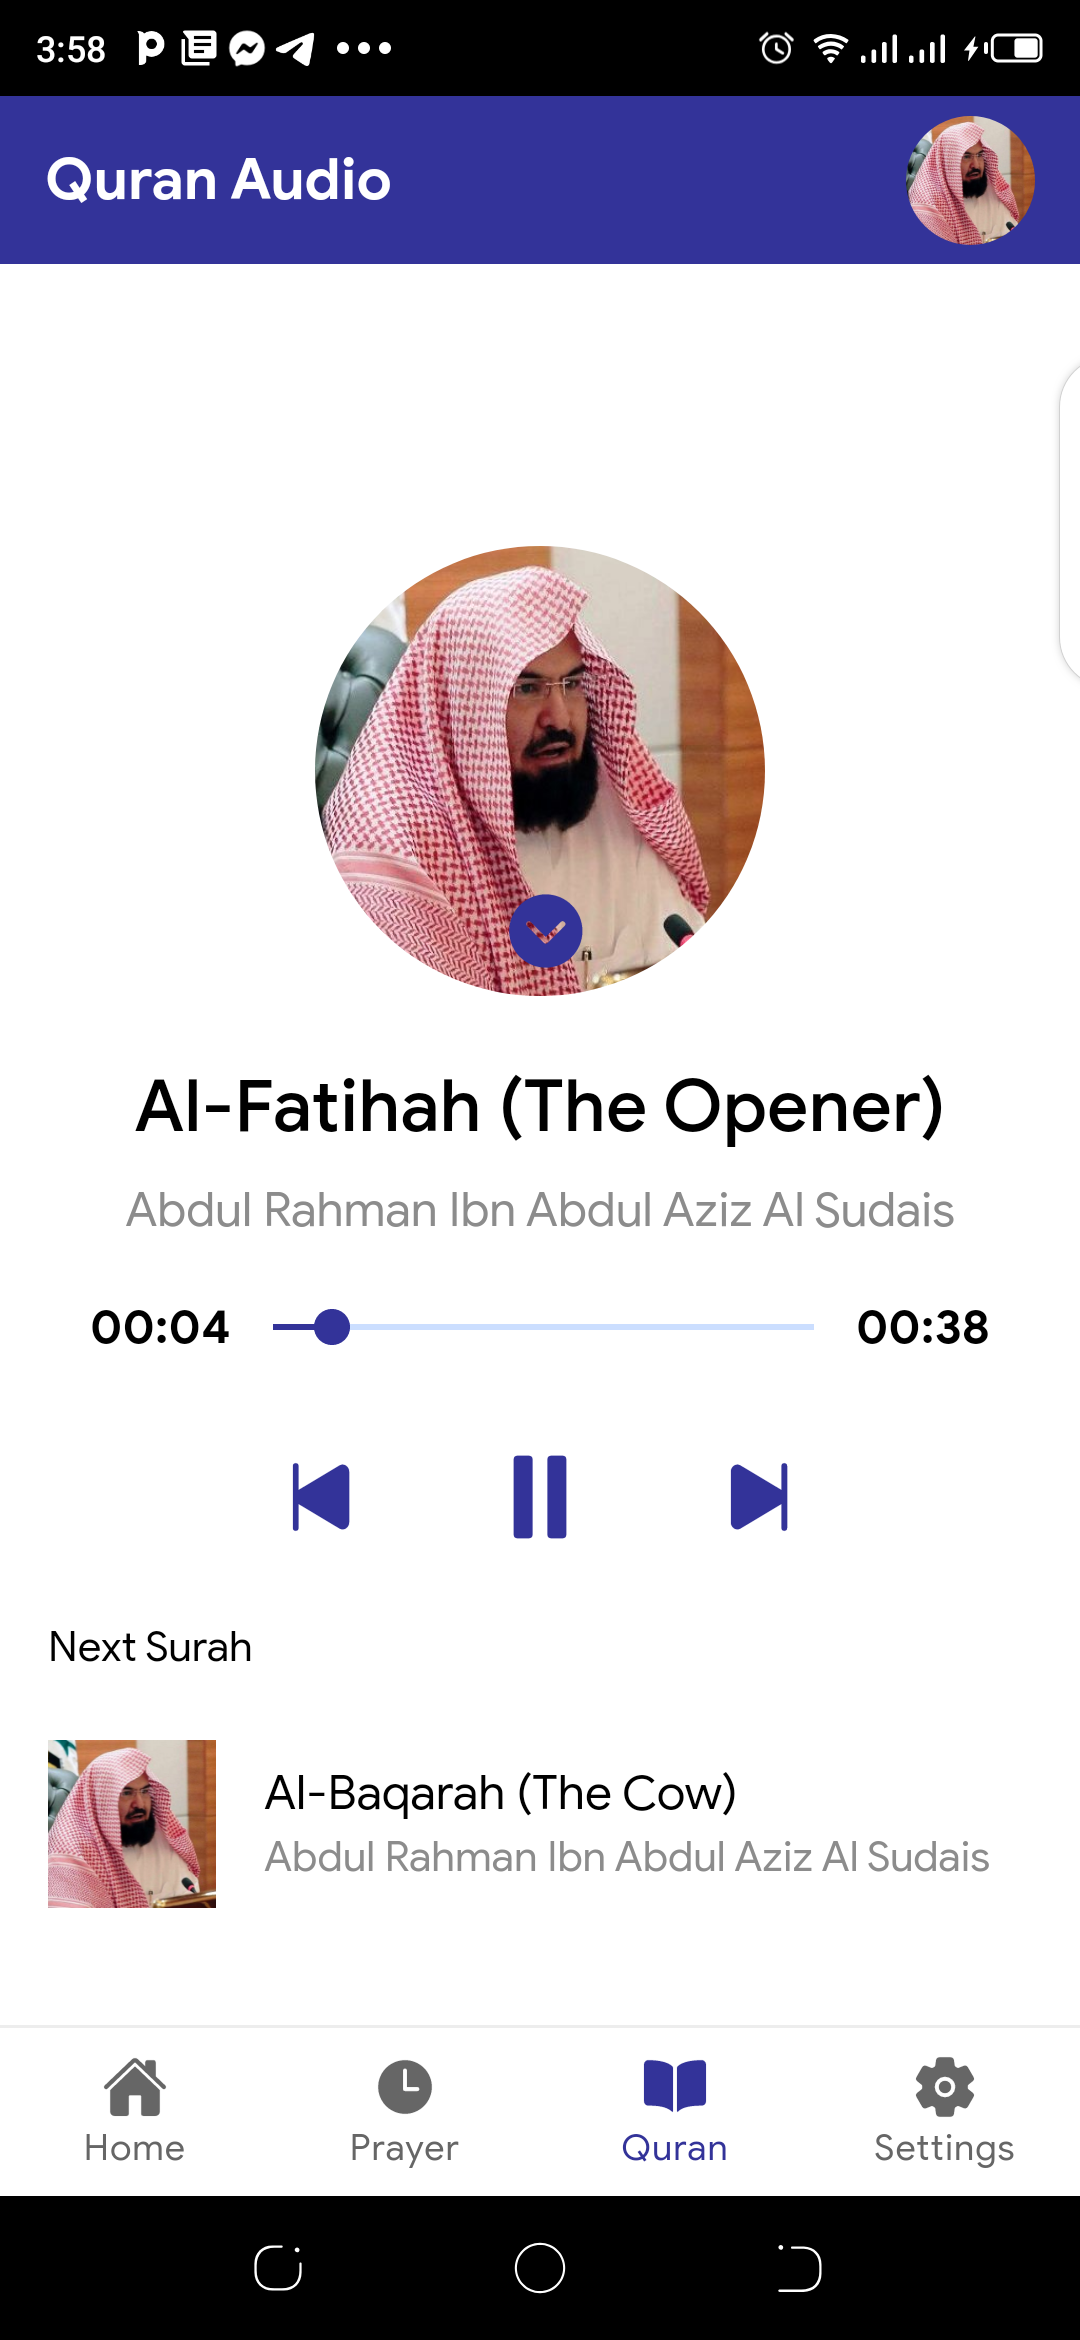 3:58
Quran Audio
Al-Fatihah (The Opener)
Abdul Rahman Ibn Abdul Aziz Al Sudais
00:04
00:38
Next Surah
Al-Baqarah (The Cow)
Abdul Rahman Ibn Abdul Aziz Al Sudais
Home
Prayer
Quran
Settings